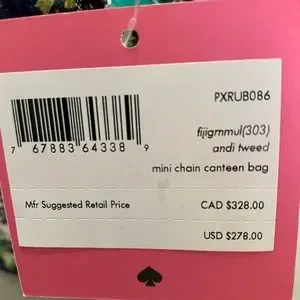 PXRUB086
fijigrnmul(303)
andi tweed
mini chain canteen bag
7 67883 64338 9
Mfr Suggested Retail Price CAD $328.00
USD $278.00